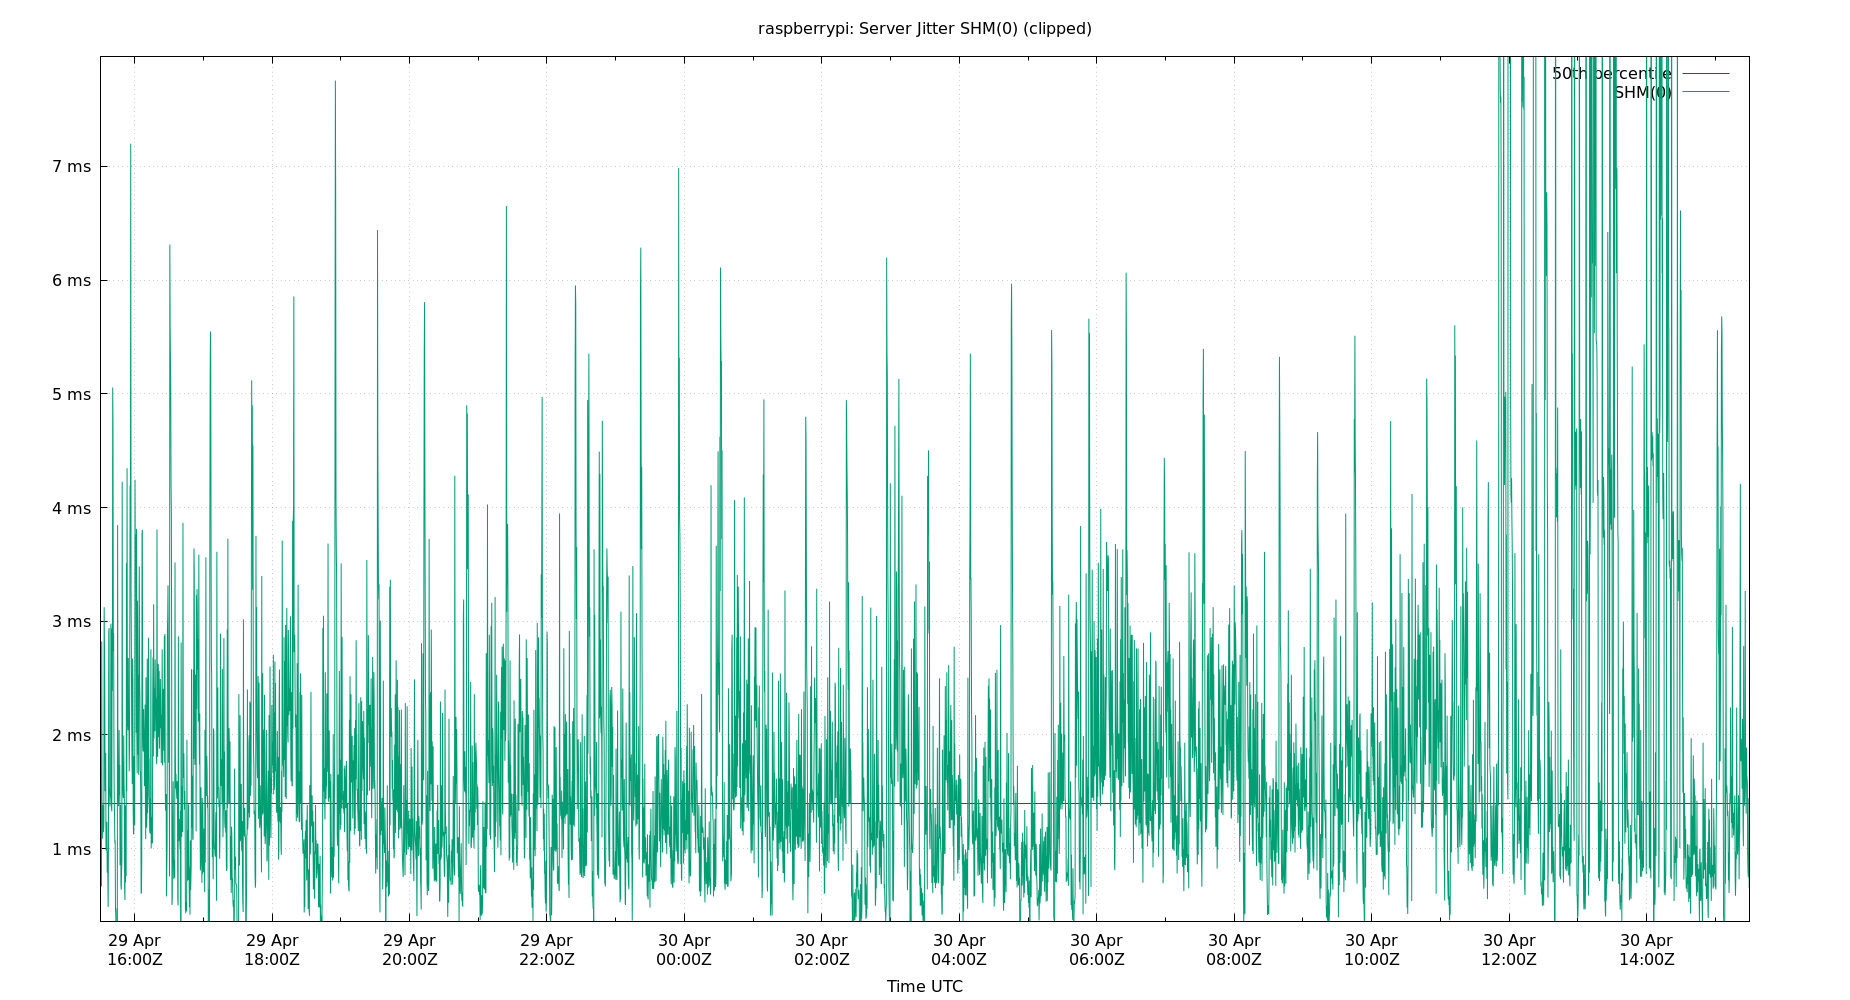 raspberrypi: Server Jitter SHM(0) (clipped)
50th percentile
SHM(0)
7 ms
6 ms
5 ms
4 ms
3 ms
2 ms
1 ms
29 Apr 29 Apr 29 Apr 29 Apr 30 Apr 30 Apr 30 Apr 30 Apr 30 Apr 30 Apr 30 Apr 30 Apr
16:00Z 18:00Z 20:00Z 22:00Z 00:00Z 02:00Z 04:00Z 06:00Z 08:00Z 10:00Z 12:00Z 14:00Z
Time UTC